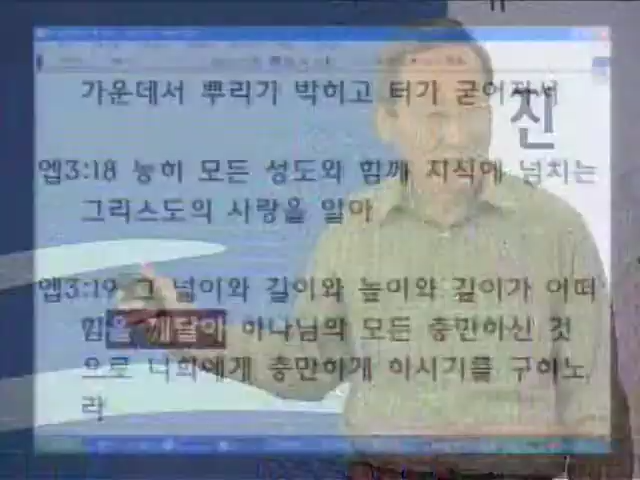 가운데서 뿌리가 박히고 터가 굳어져서
진
엡3:18 능히 모든 성도와 함께 지식에 넘치는
그리스도의 사랑을 알아
엡3:19 그 넓이와 길이와 높이와 깊이가 어떠
힘을 깨달아 하나님의 모든 충만하신 것
으로 너희에게 충만하게 하시기를 구하노
라